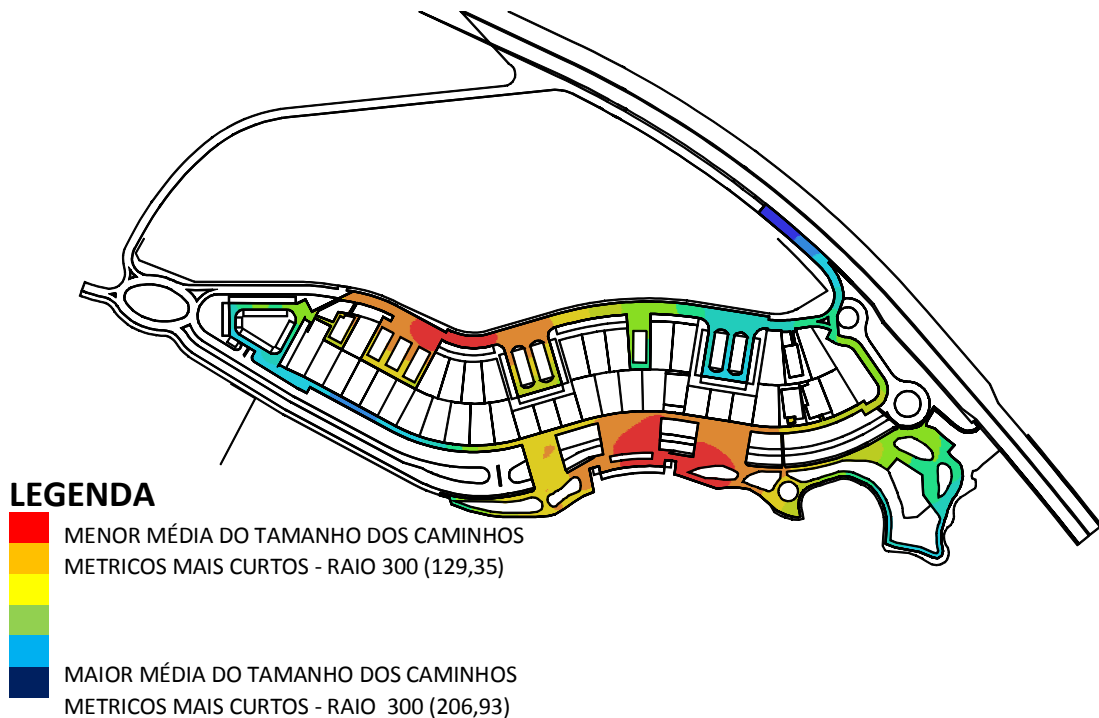 LEGENDA
MENOR MÉDIA DO TAMANHO DOS CAMINHOS
METRICOS MAIS CURTOS - RAIO 300 (129,35)
MAIOR MÉDIA DO TAMANHO DOS CAMINHOS
METRICOS MAIS CURTOS - RAIO  300 (206,93)